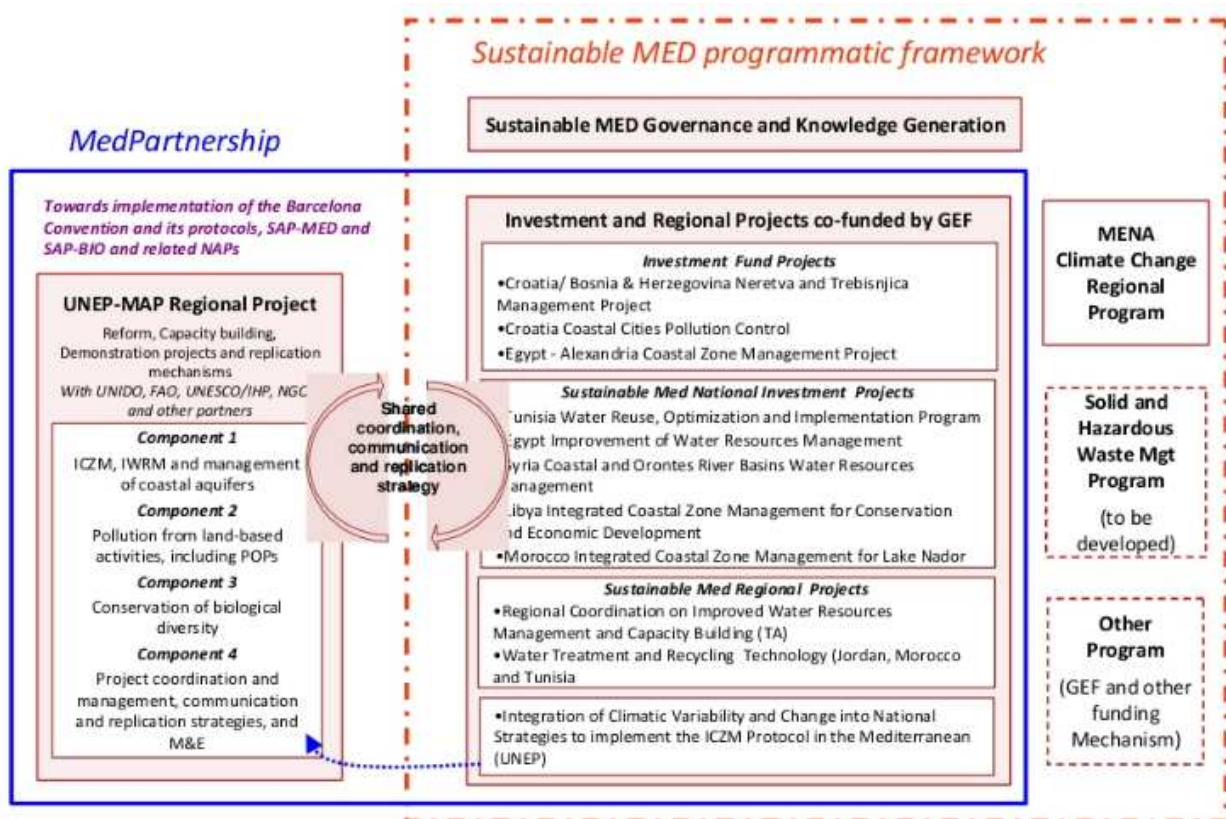 Sustainable MED programmatic framework
Sustainable MED Governance and Knowledge Generation
MedPartnership
Towards implementation of the Barcelona
Convention and its protocols, SAP-MED and
SAP-BIO and related NAPs
UNEP-MAP Regional Project
Reform, Capacity building,
Demonstration projects and replication
mechanisms
With UNIDO, FAO, UNESCO/IHP, NGO
and other partners
Component 1
ICZM, IWRM and management
of coastal aquifers
Component 2
Pollution from land-based
activities, including POPs
Component 3
Conservation of biological
diversity
Component 4
Project coordination and
management, communication
and replication strategies, and
M&E
Shared
coordination,
communication
and replication
strategy
Investment and Regional Projects co-funded by GEF
Investment Fund Projects
•Croatia/ Bosnia & Herzegovina Neretva and Trebisnjica
Management Project
•Croatia Coastal Cities Pollution Control
•Egypt - Alexandria Coastal Zone Management Project
Sustainable Med National Investment Projects
Tunisia Water Reuse, Optimization and Implementation Program
Egypt Improvement of Water Resources Management
Syria Coastal and Orontes River Basins Water Resources
Management
Libya Integrated Coastal Zone Management for Conservation
and Economic Development
•Morocco Integrated Coastal Zone Management for Lake Nador
Sustainable Med Regional Projects
•Regional Coordination on Improved Water Resources
Management and Capacity Building (TA)
•Water Treatment and Recycling Technology (Jordan, Morocco
and Tunisia
•Integration of Climatic Variability and Change into National
Strategies to implement the ICZM Protocol in the Mediterranean
(UNEP)
MENA
Climate Change
Regional
Program
Solid and
Hazardous
Waste Mgt
Program
(to be
developed)
Other
Program
(GEF and other
funding
Mechanism)